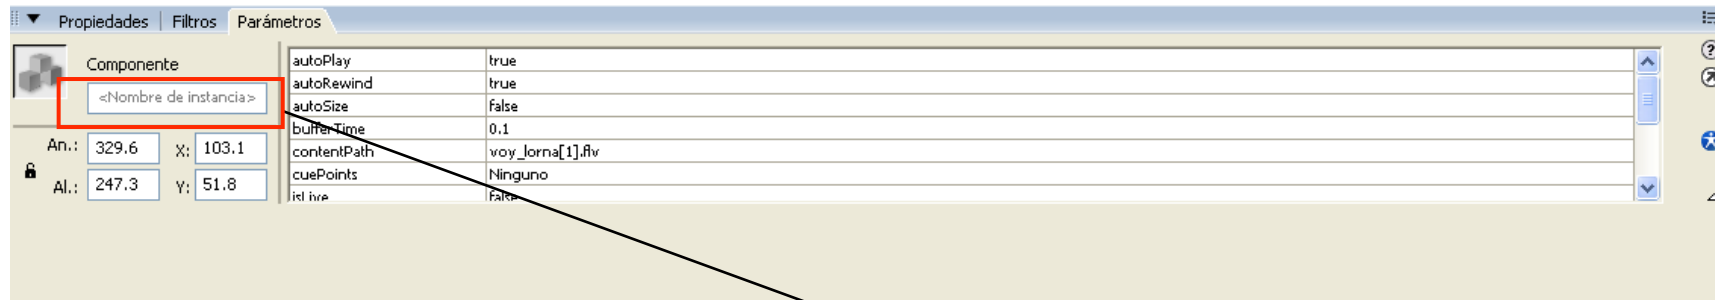 Propiedades Filtros Parámetros
Componente
<Nombre de instancia>
An.: 329.6 X: 103.1
Al.: 247.3 Y: 51.8
autoPlay true
autoRewind true
autoSize false
bufferTime 0.1
contentPath voy_lorna[1].flv
cuePoints Ninguno
isLive false